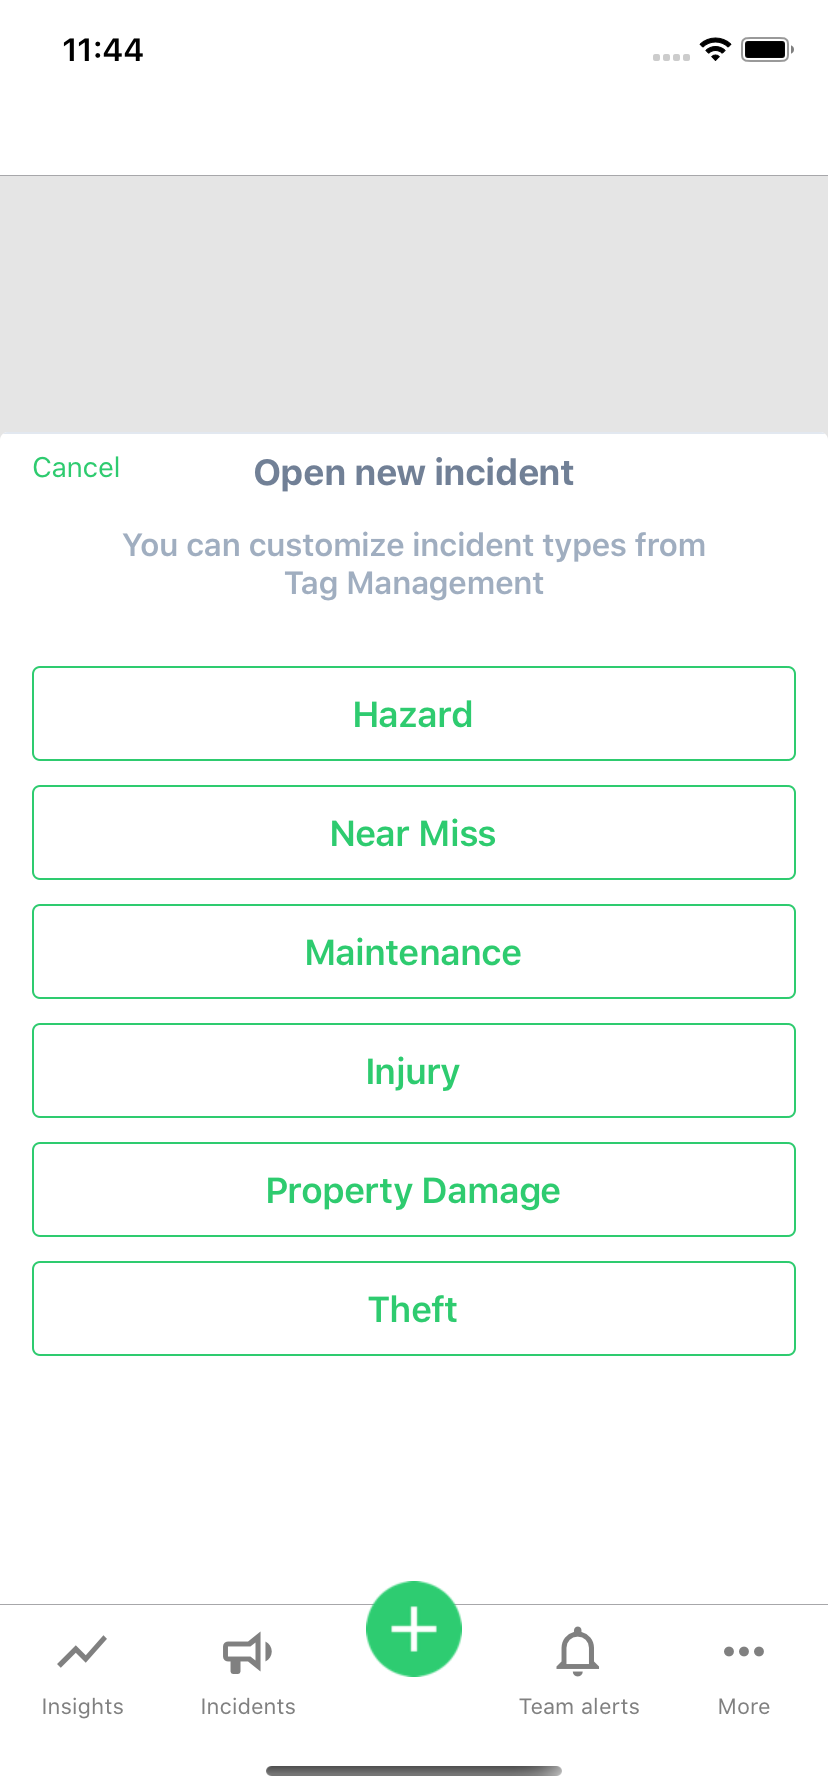 11:44
Cancel
Open new incident
You can customize incident types from
Tag Management
Hazard
Near Miss
Maintenance
Injury
Property Damage
Theft
Insights
Incidents
Team alerts
More